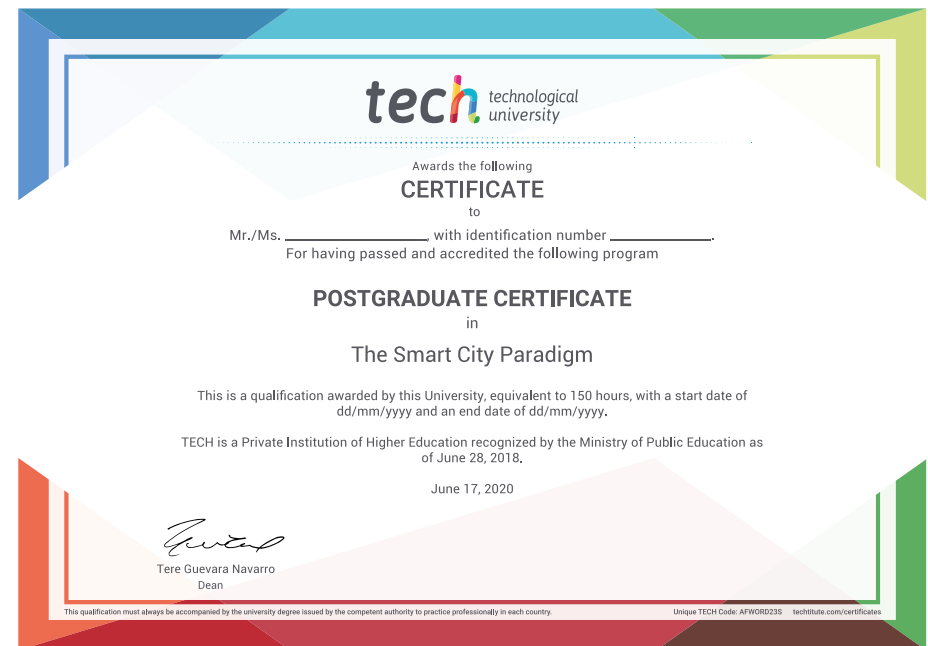 tech technological
university
Awards the following
CERTIFICATE
to
Mr./Ms. ____________________, with identification number ______________.
For having passed and accredited the following program
POSTGRADUATE CERTIFICATE
in
The Smart City Paradigm
This is a qualification awarded by this University, equivalent to 150 hours, with a start date of
dd/mm/yyyy and an end date of dd/mm/yyyy.
TECH is a Private Institution of Higher Education recognized by the Ministry of Public Education as
of June 28, 2018.
June 17, 2020
Tere Guevara Navarro
Dean
This qualification must always be accompanied by the university degree issued by the competent authority to practice professionally in each country.
Unique TECH Code: AFWORD23S techtitute.com/certificates